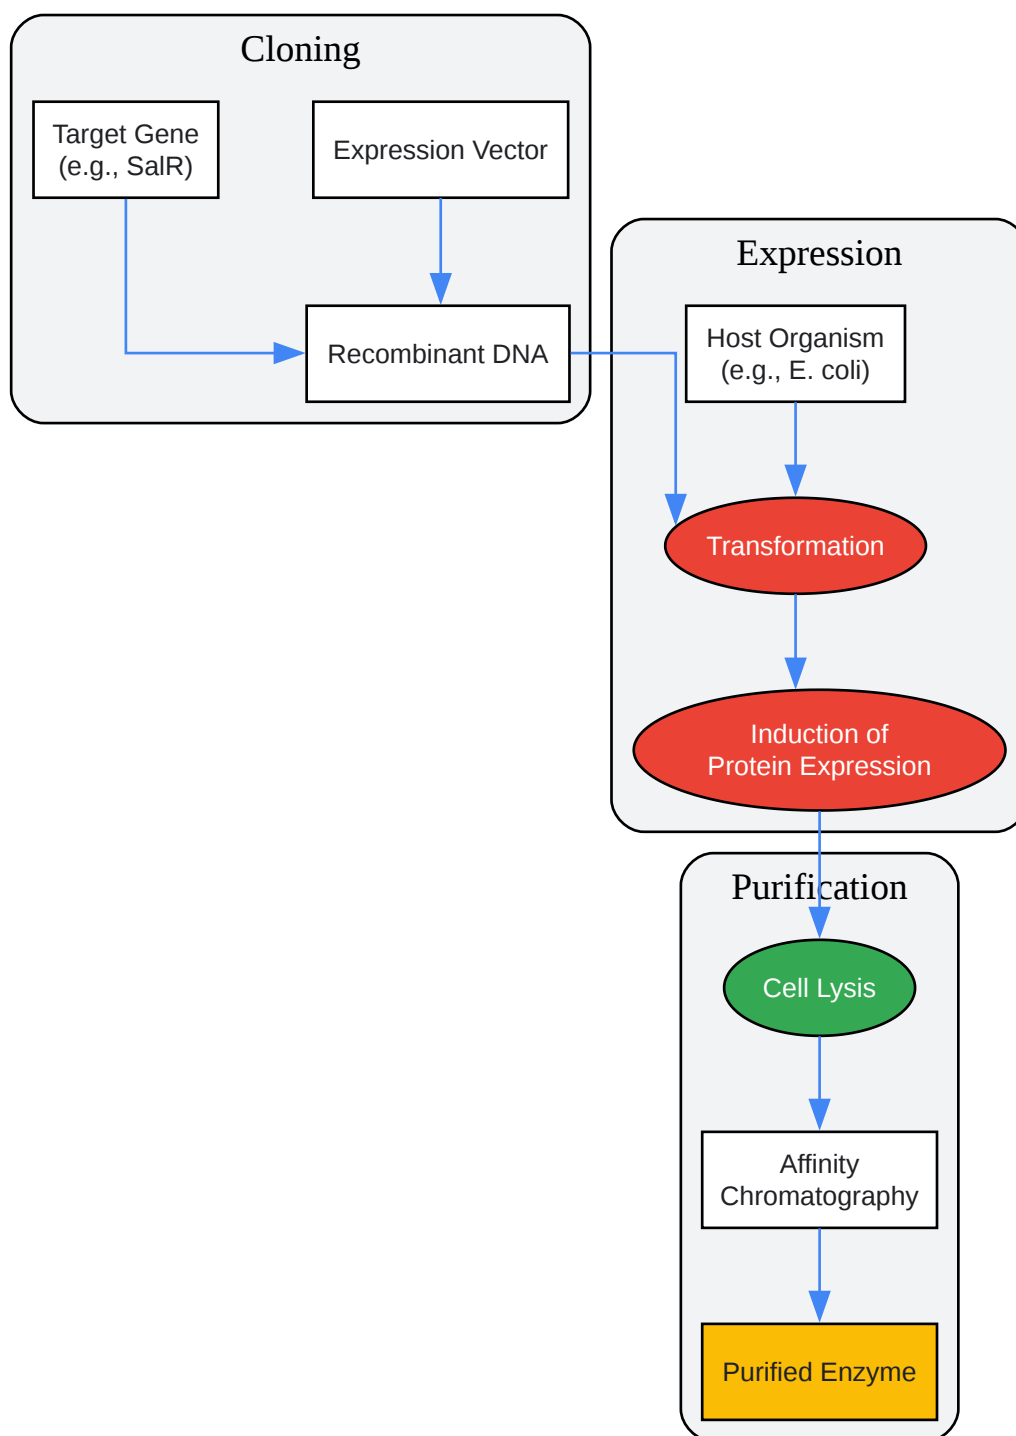 Cloning
Target Gene
(e.g., SalR)
Expression Vector
Recombinant DNA
Expression
Host Organism
(e.g., E. coli)
Transformation
Induction of
Protein Expression
Purification
Cell Lysis
Affinity
Chromatography
Purified Enzyme